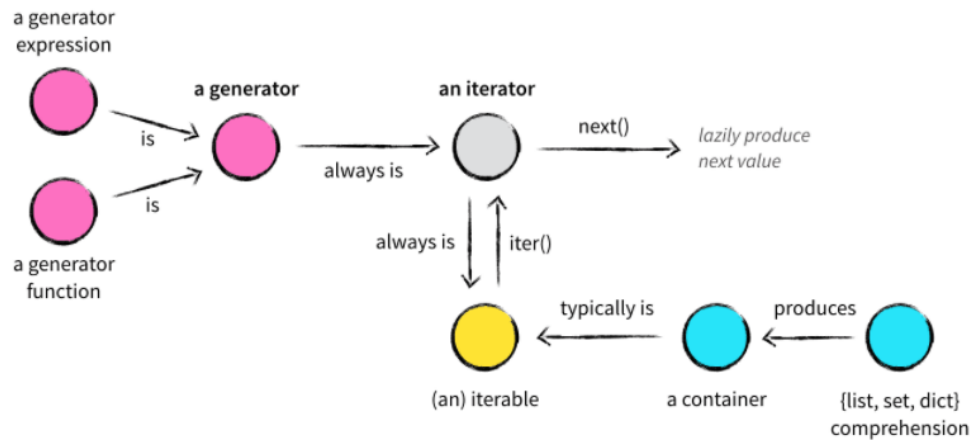 a generator
expression
a generator
an iterator
next()
lazily produce
next value
is
always is
is
a generator
function
always is
iter()
typically is
produces
(an) iterable
a container
{list, set, dict}
comprehension